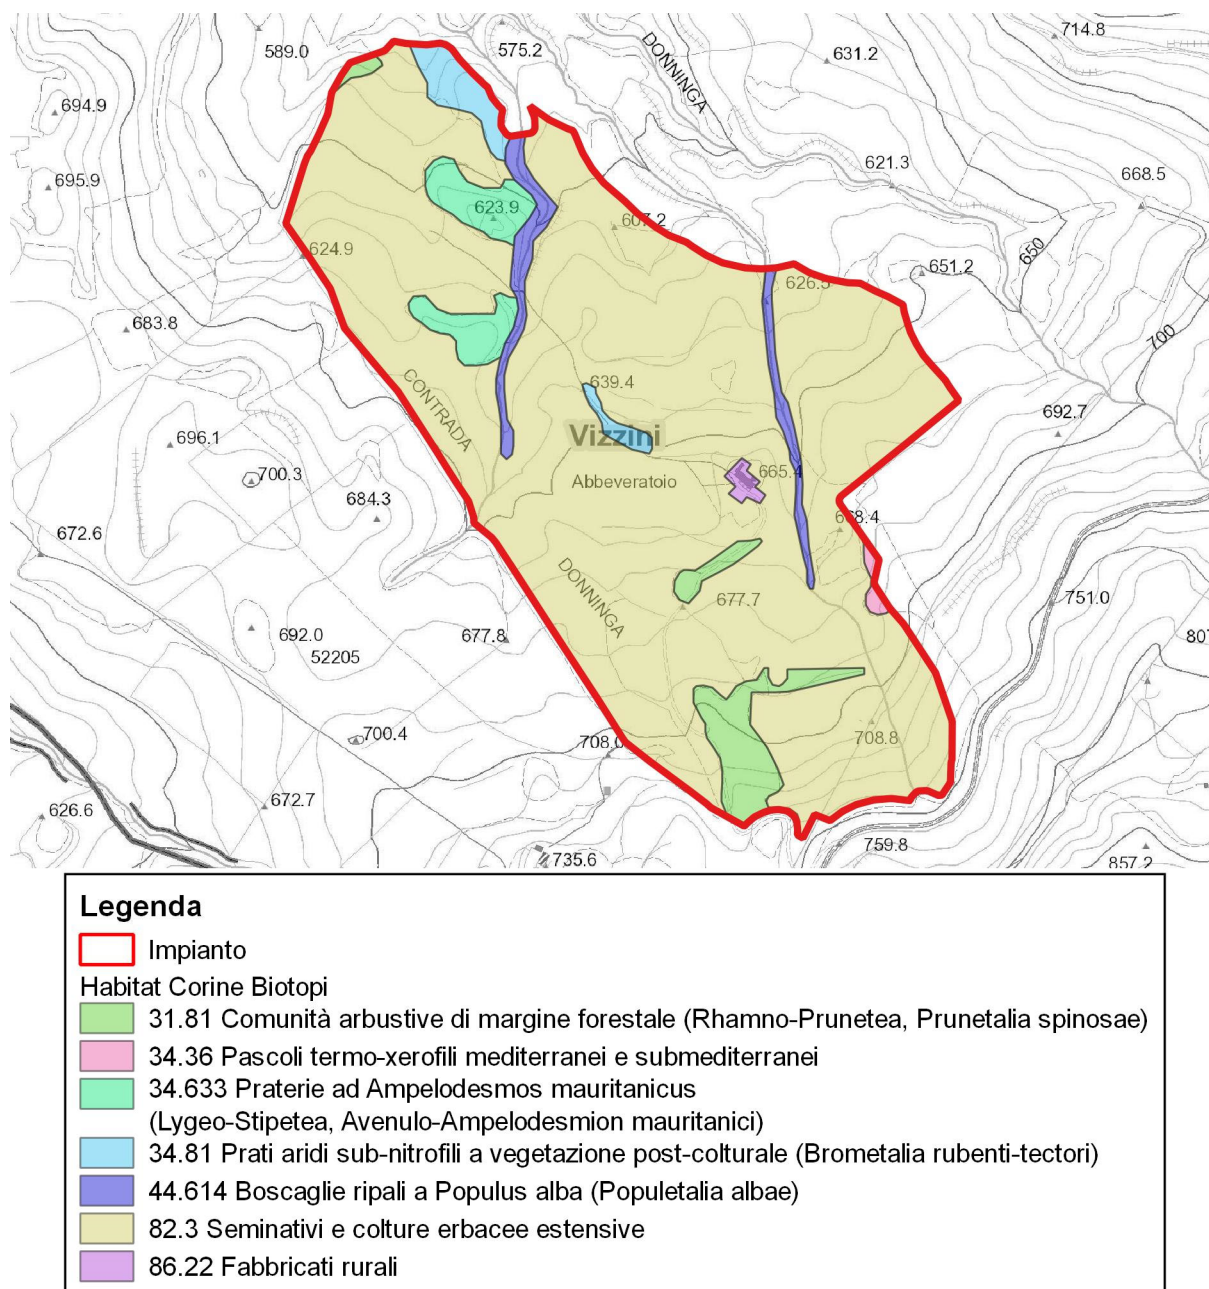 589.0
575.2
DONNINGA
631.2
714.8
694.9
621.3
668.5
695.9
623.9
607.2
624.9
650
651.2
626.5
683.8
700
639.4
CONTRADA
692.7
696.1
Vizzini
665.4
700.3
Abbeveratoio
684.3
668.4
672.6
DONNINGA
677.7
751.0
692.0
677.8
807
52205
700.4
708.0
708.8
672.7
626.6
735.6
759.8
857.2
Legenda
Impianto
Habitat Corine Biotopi
31.81 Comunità arbustive di margine forestale (Rhamno-Prunetea, Prunetalia spinosae)
34.36 Pascoli termo-xerofili mediterranei e submediterranei
34.633 Praterie ad Ampelodesmos mauritanicus
(Lygeo-Stipetea, Avenulo-Ampelodesmion mauritanici)
34.81 Prati aridi sub-nitrofili a vegetazione post-colturale (Brometalia rubenti-tectori)
44.614 Boscaglie ripali a Populus alba (Populetalia albae)
82.3 Seminativi e colture erbacee estensive
86.22 Fabbricati rurali